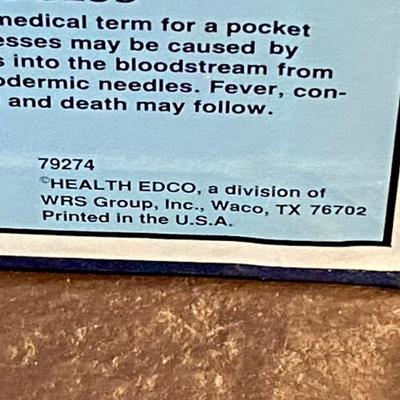 medical term for a pocket
esses may be caused by
s into the bloodstream from
odermic needles. Fever, con-
and death may follow.
79274
©HEALTH EDCO, a division of
WRS Group, Inc., Waco, TX 76702
Printed in the U.S.A.